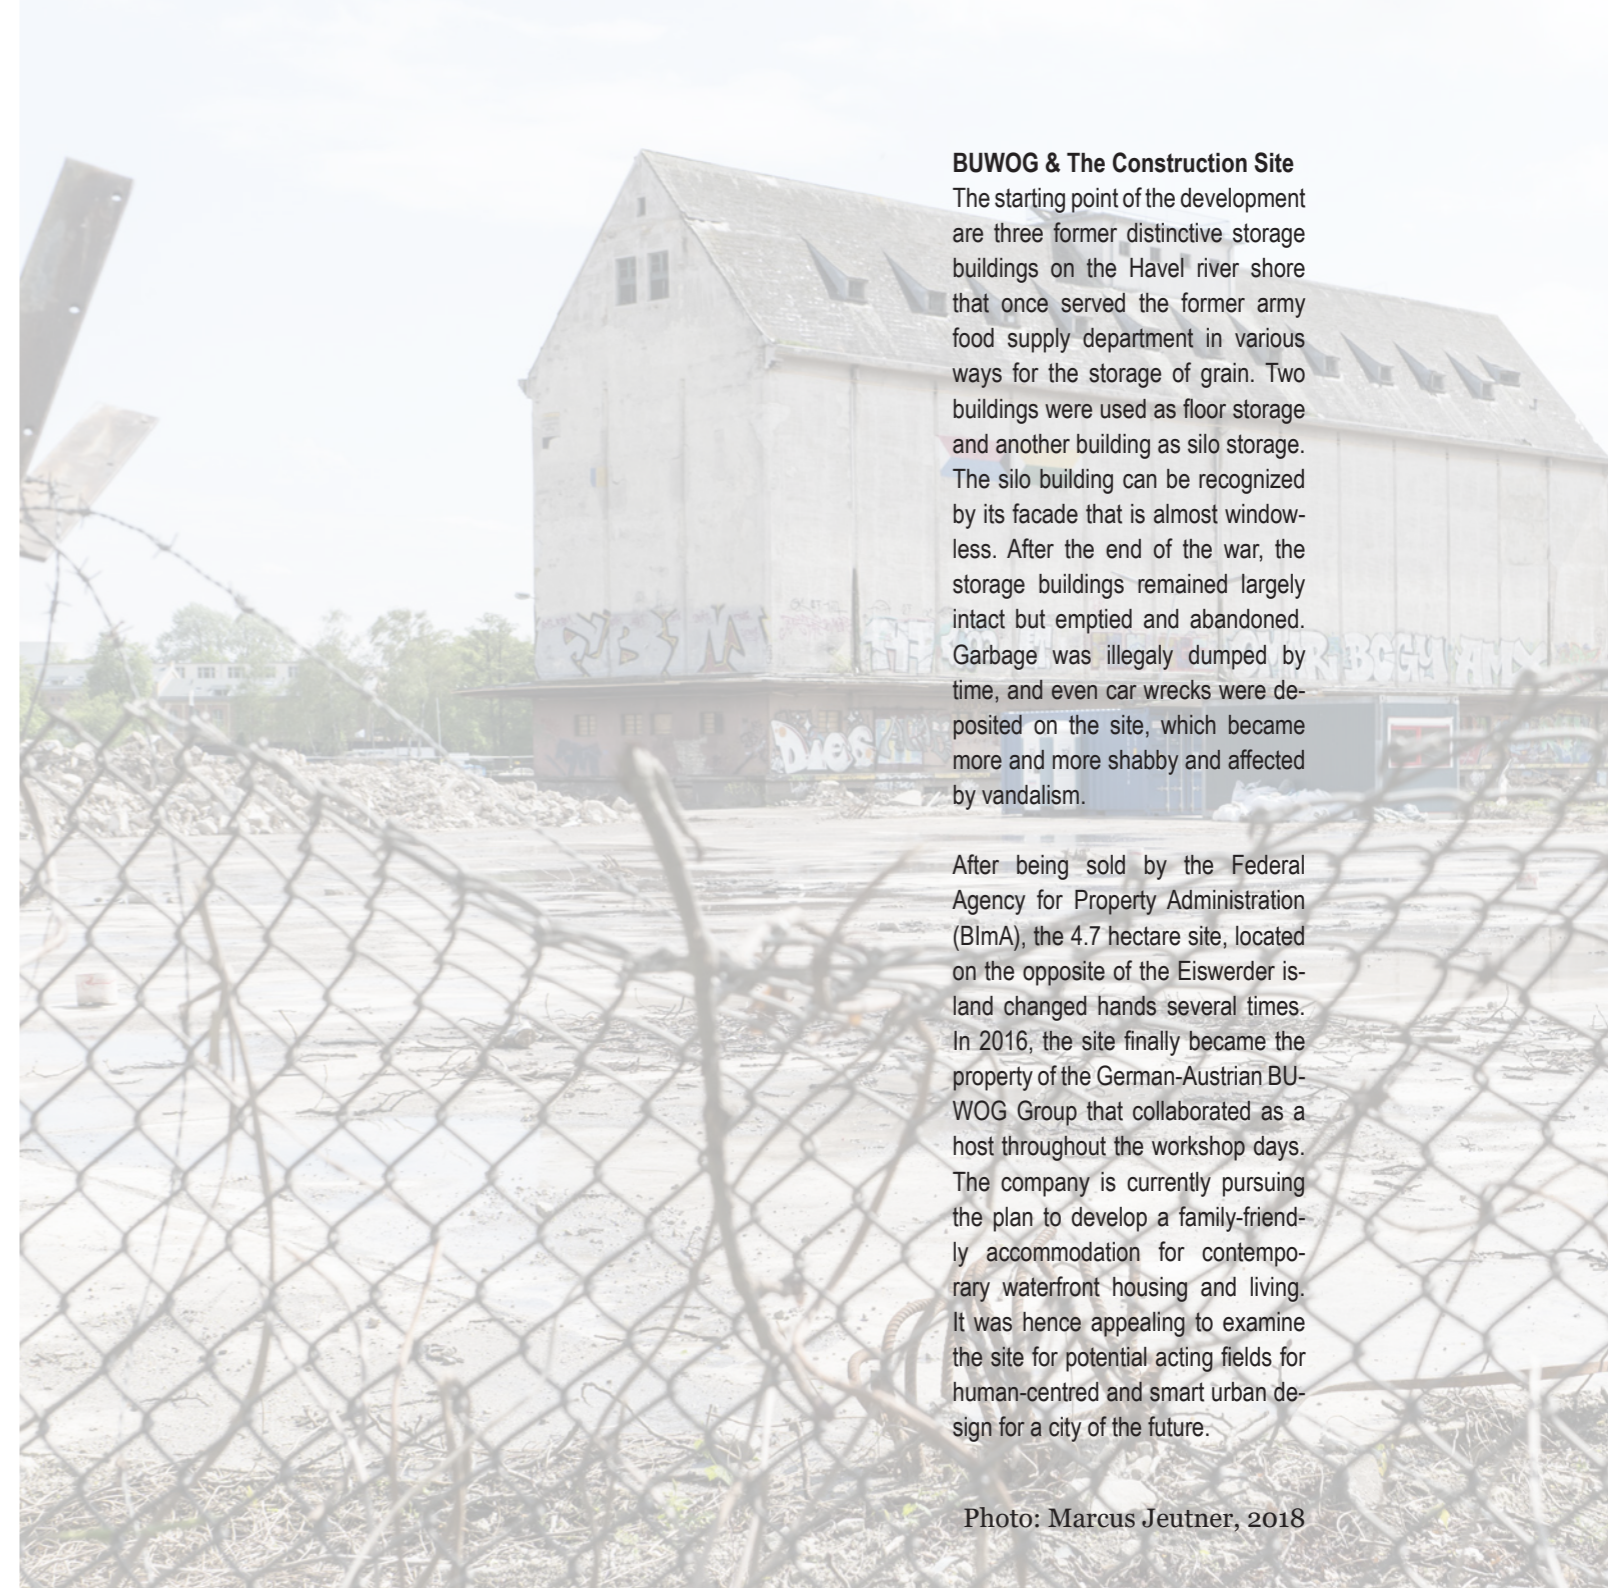 BUWOG & The Construction Site
The starting point of the development
are three former distinctive storage
buildings on the Havel river shore
that once served the former army
food supply department in various
ways for the storage of grain. Two
buildings were used as floor storage
and another building as silo storage.
The silo building can be recognized
by its facade that is almost window-
less. After the end of the war, the
storage buildings remained largely
intact but emptied and abandoned.
Garbage was illegaly dumped by
time, and even car wrecks were de-
posited on the site, which became
more and more shabby and affected
by vandalism.
After being sold by the Federal
Agency for Property Administration
(BImA), the 4.7 hectare site, located
on the opposite of the Eiswerder is-
land changed hands several times.
In 2016, the site finally became the
property of the German-Austrian BU-
WOG Group that collaborated as a
host throughout the workshop days.
The company is currently pursuing
the plan to develop a family-friend-
ly accommodation for contempo-
rary waterfront housing and living.
It was hence appealing to examine
the site for potential acting fields for
human-centred and smart urban de-
sign for a city of the future.
Photo: Marcus Jeutner, 2018